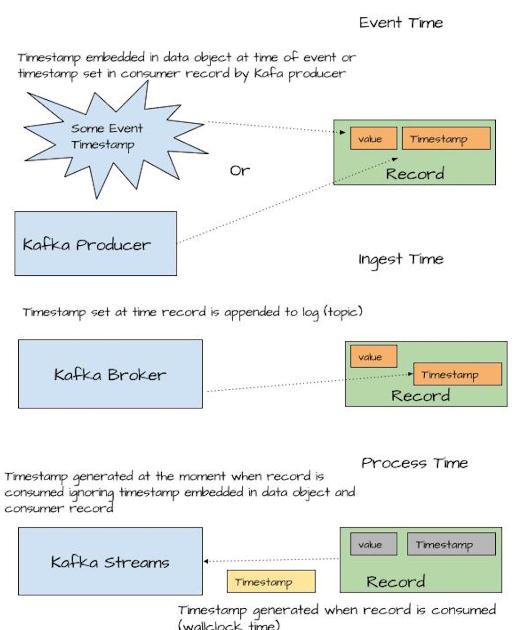 Event Time
Timestamp embedded in data object at time of event or
timestamp set in consumer record by Kafa producer
Some Event
Timestamp
value
Timestamp
Record
Or
Kafka Producer
Ingest Time
Timestamp set at time record is appended to log (topic)
Kafka Broker
value
Timestamp
Record
Process Time
Timestamp generated at the moment when record is
consumed ignoring timestamp embedded in data object and
consumer record
Kafka Streams
value
Timestamp
Record
Timestamp
Timestamp generated when record is consumed
(wallclock time)